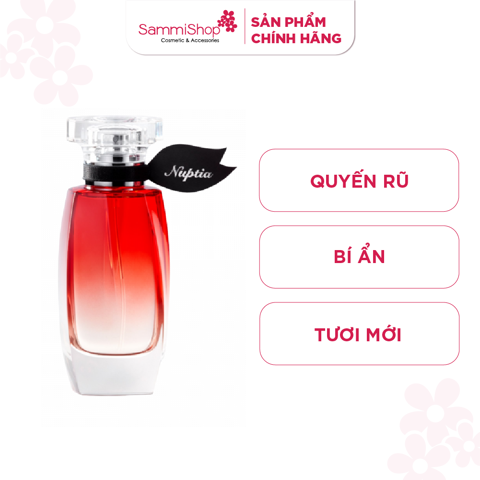 SammiShop
Cosmetic & Accessories
SẢN PHẨM
CHÍNH HÃNG
Nuptia
QUYẾN RŨ
BÍ ẨN
TƯƠI MỚI